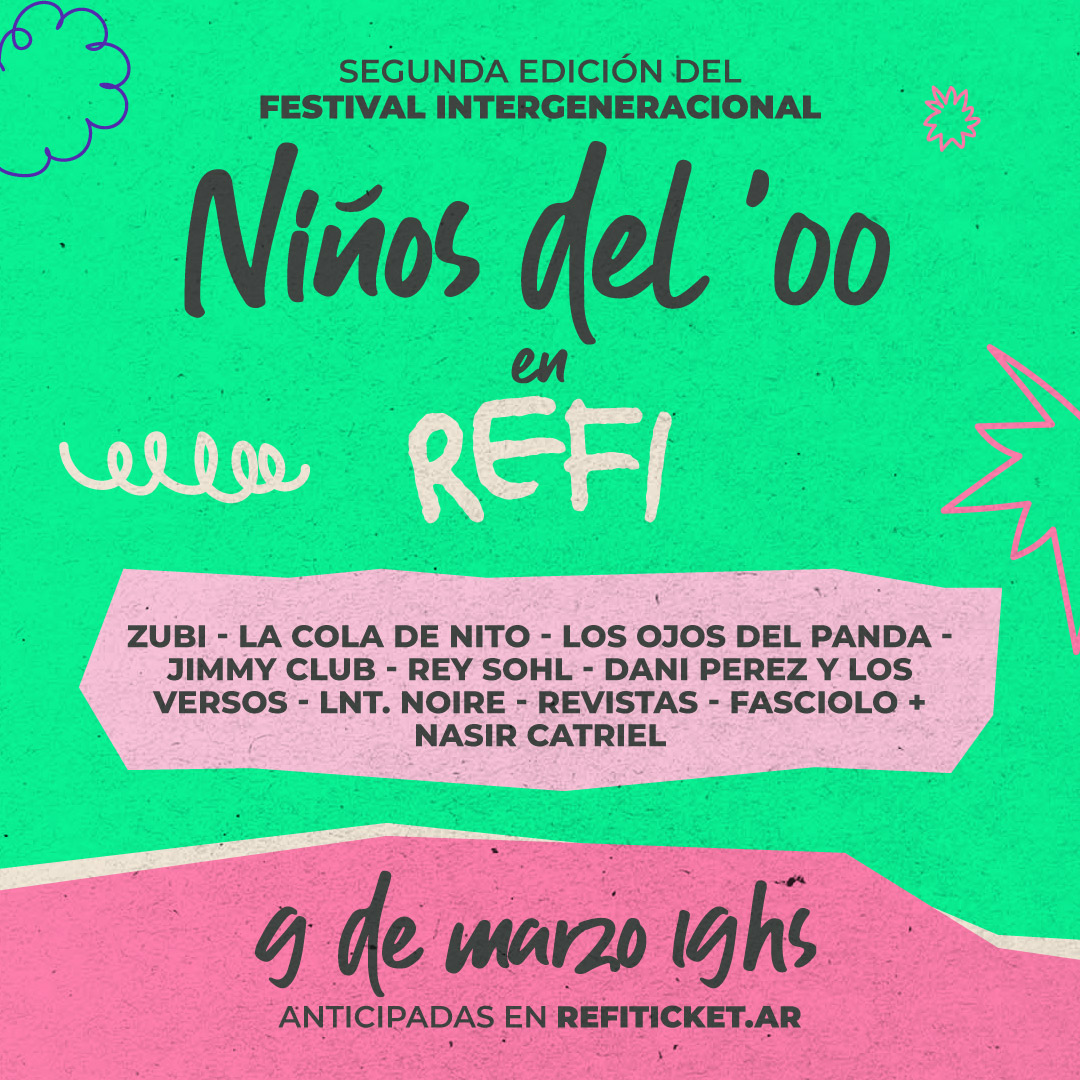 SEGUNDA EDICIÓN DEL
FESTIVAL INTERGENERACIONAL
Niños del '00
en
REFI
ZUBI - LA COLA DE NITO - LOS OJOS DEL PANDA -
JIMMY CLUB - REY SOHL - DANI PEREZ Y LOS
VERSOS - LNT. NOIRE - REVISTAS - FASCIOLO +
NASIR CATRIEL
9 de marzo 19hs
ANTICIPADAS EN REFITICKET.AR